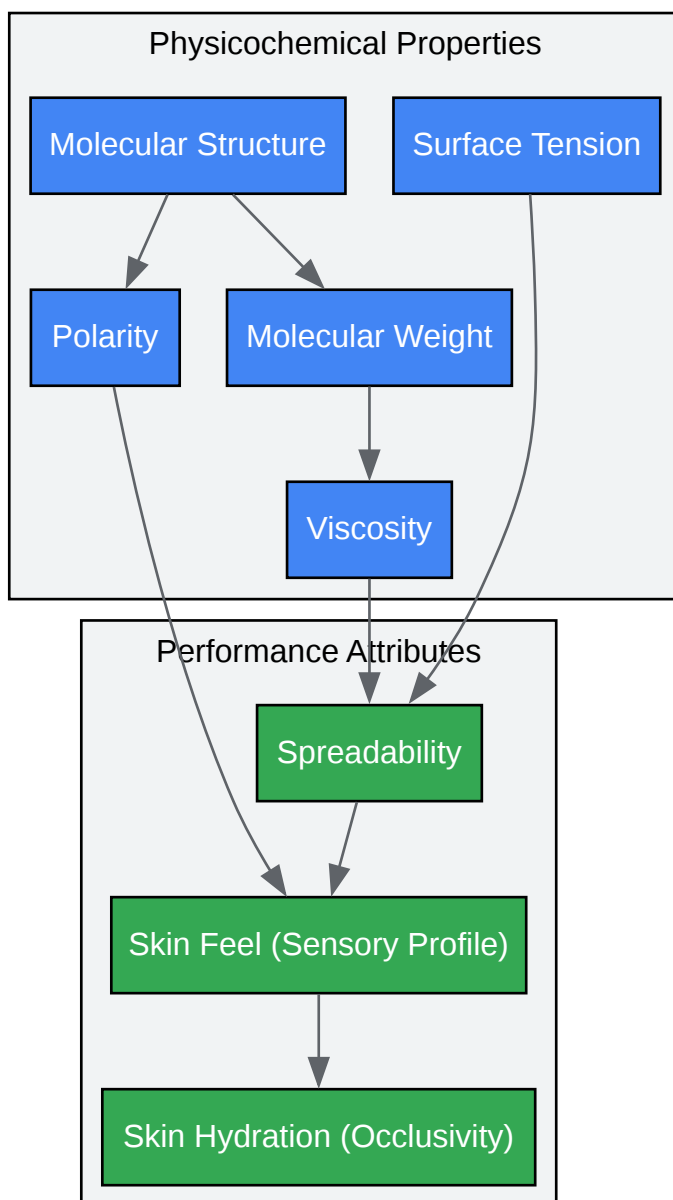 Physicochemical Properties
Molecular Structure
Surface Tension
Polarity
Molecular Weight
Viscosity
Performance Attributes
Spreadability
Skin Feel (Sensory Profile)
Skin Hydration (Occlusivity)